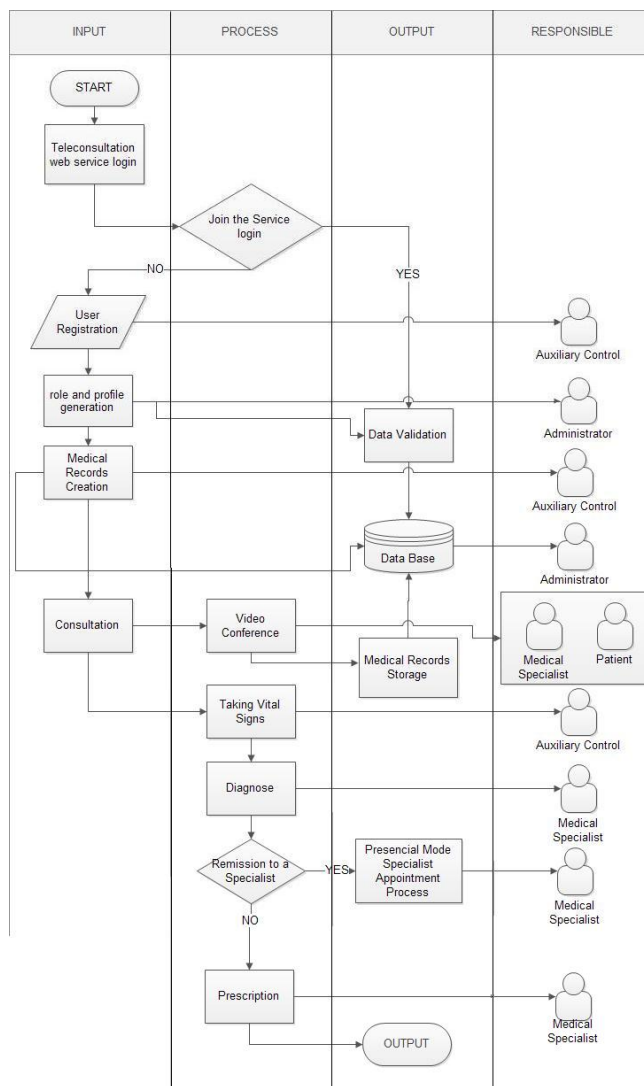 INPUT
PROCESS
OUTPUT
RESPONSIBLE
START
Teleconsultation
web service login
Join the Service
login
NO
YES
User
Registration
Auxiliary Control
role and profile
generation
Data Validation
Administrator
Medical
Records
Creation
Auxiliary Control
Data Base
Administrator
Consultation
Video
Conference
Medical Records
Storage
Medical
Specialist
Patient
Taking Vital
Signs
Auxiliary Control
Diagnose
Medical
Specialist
Remission to a
Specialist
YES
Presencial Mode
Specialist
Appointment
Process
Medical
Specialist
NO
Prescription
Medical
Specialist
OUTPUT